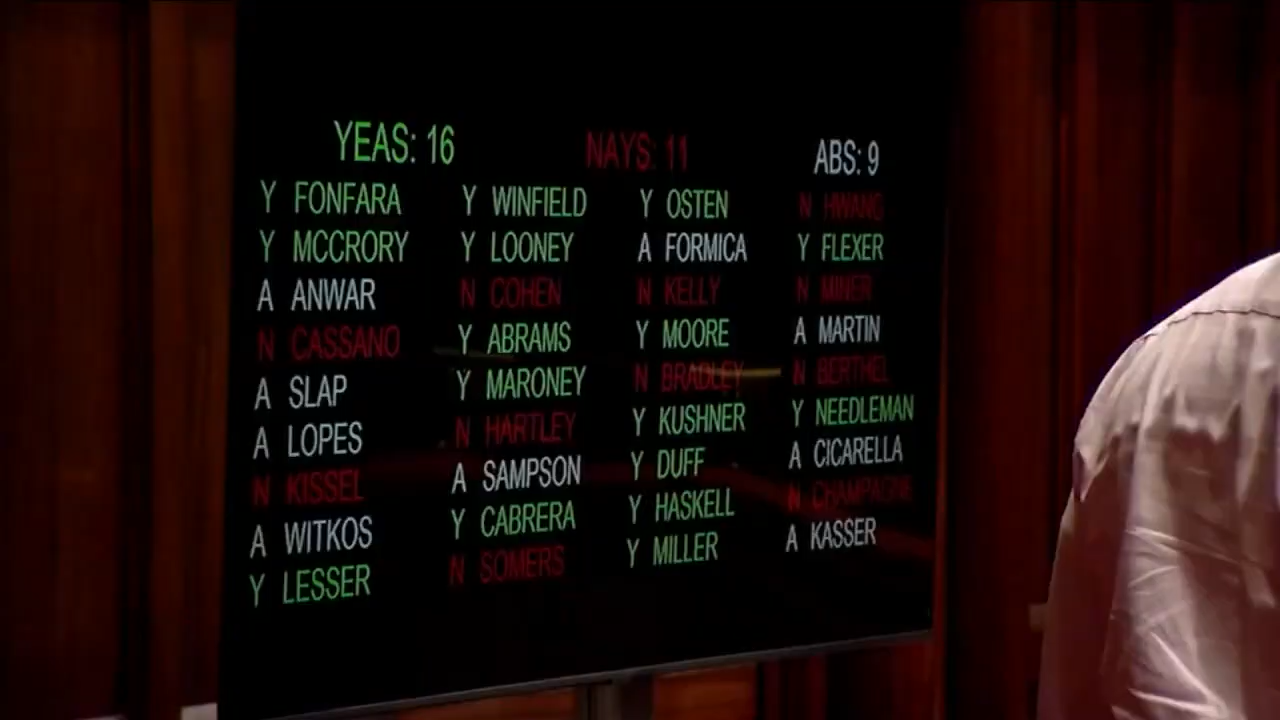 YEAS: 16 NAYS: 11 ABS: 9
Y FONFARA Y WINFIELD Y OSTEN N HWANG
Y MCCRORY Y LOONEY A FORMICA Y FLEXER
A ANWAR N COHEN N KELLY N MINER
N CASSANO Y ABRAMS Y MOORE A MARTIN
A SLAP Y MARONEY N BRADLEY N BERTHEL
A LOPES N HARTLEY Y KUSHNER Y NEEDLEMAN
N KISSEL A SAMPSON Y DUFF A CICARELLA
A WITKOS Y CABRERA Y HASKELL N CHAMPAGNE
Y LESSER N SOMERS Y MILLER A KASSER